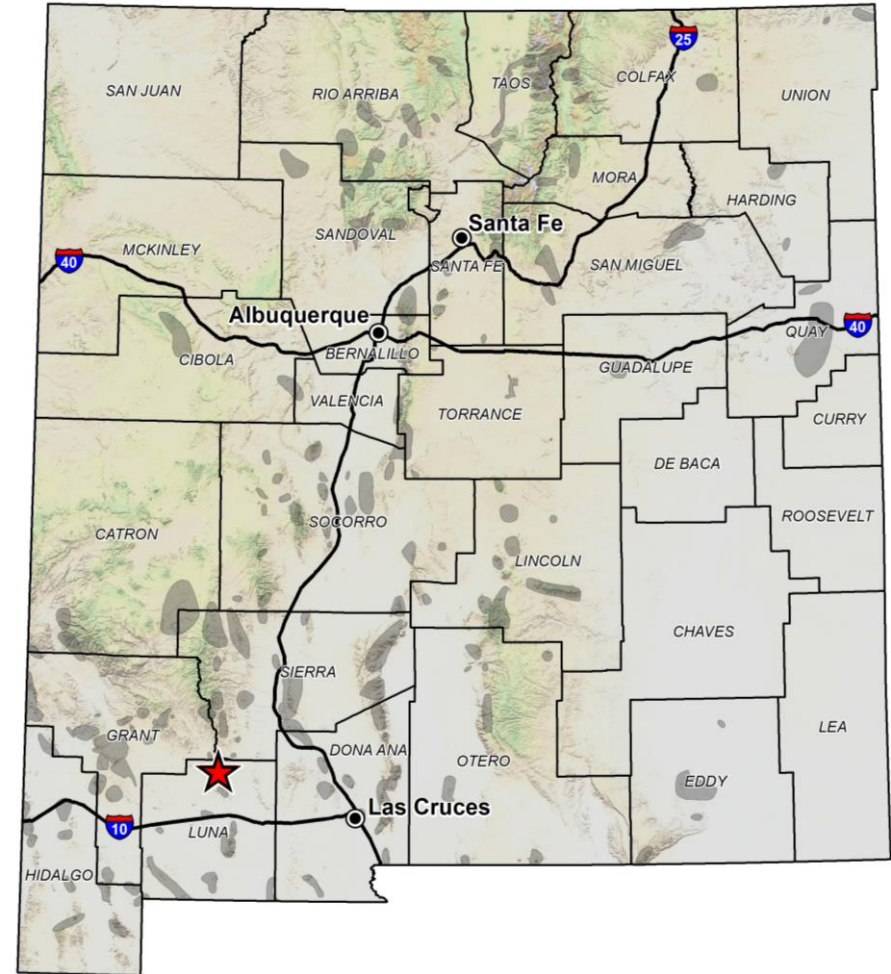 25
SAN JUAN
RIO ARRIBA
TAOS
COLFAX
UNION
MORA
HARDING
Santa Fe
SANDOVAL
MCKINLEY
40
SANTA FE
SAN MIGUEL
Albuquerque
40
QUAY
BERNALILLO
CIBOLA
GUADALUPE
VALENCIA
TORRANCE
CURRY
DE BACA
SOCORRO
ROOSEVELT
CATRON
LINCOLN
CHAVES
SIERRA
GRANT
DONA ANA
OTERO
LEA
EDDY
Las Cruces
10
LUNA
HIDALGO